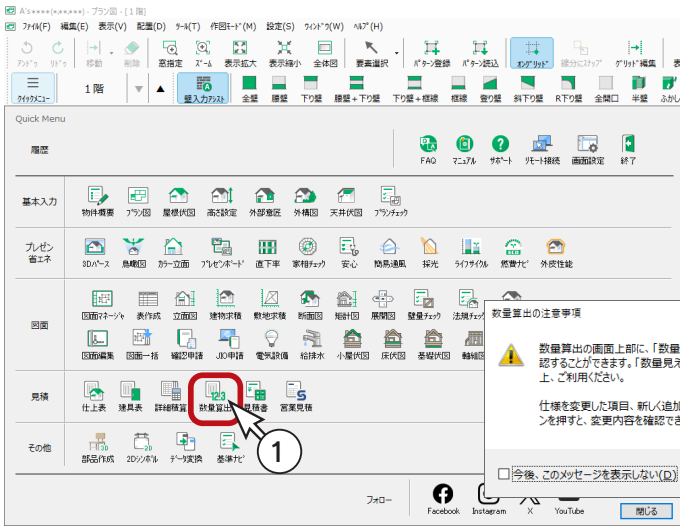 A's****(*.**,***) - プラン図 - [1 階]
ファイル(F) 編集(E) 表示(V) 配置(D) ツール(T) 作図モード(M) 設定(S) ウィンドウ(W) ヘルプ(H)
アンドゥ リドゥ 移動 削除 窓指定 ズーム 表示拡大 表示縮小 全体図 要素選択 パターン登録 パターン読込 オングリッド 線分にスナップ グリッド編集 表
クイックメニュー 1 階 ▼ ▲ 壁入力アシスト 全壁 腰壁 下り壁 腰壁+下り壁 下り壁+框線 框線 登り壁 斜下り壁 R下り壁 全開口 半壁 ふかし
Quick Menu
履歴 FAQ マニュアル サポート リモート接続 画面設定 終了
基本入力 物件概要 プラン図 屋根伏図 高さ設定 外部意匠 外構図 天井伏図 プランチェック
プレゼン 省エネ 3Dパース 鳥瞰図 カラー立面 プレゼンボード 直下率 家相チェック 安心 簡易通風 採光 ライフサイクル 燃費ナビ 外皮性能
図面 図面マネージャ 表作成 立面図 建物求積 敷地求積 断面図 矩計図 展開図 壁量チェック 法規チェック
図面編集 図面一括 確認申請 JIO申請 電気設備 給排水 小屋伏図 床伏図 基礎伏図 軸組図
見積 仕上表 建具表 詳細積算 数量算出 見積書 営業見積
123
1
その他 部品作成 2Dシンボル データ変換 基準ナビ
数量算出の注意事項
数量算出の画面上部に、「数量
認することができます。「数量見え
上、ご利用ください。
仕様を変更した項目、新しく追加
ンを押すと、変更内容を確認でき
今後、このメッセージを表示しない(D)
閉じる
フォロー Facebook Instagram X YouTube